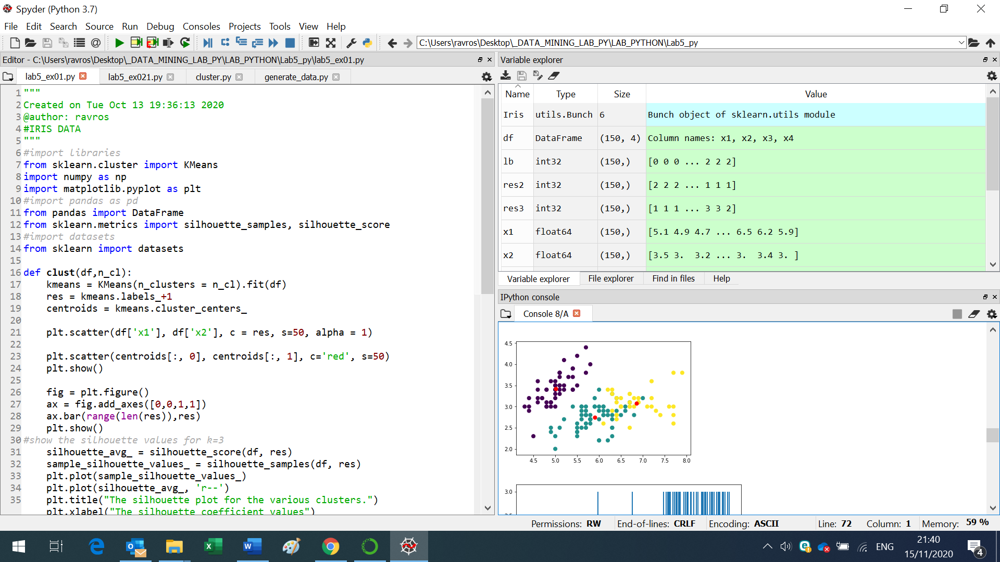 Spyder (Python 3.7)
File Edit Search Source Run Debug Consoles Projects Tools View Help
C:\Users\ravros\Desktop\_DATA_MINING_LAB_PY\LAB_PYTHON\Lab5_py
Editor - C:\Users\ravros\Desktop\_DATA_MINING_LAB_PY\LAB_PYTHON\Lab5_py\lab5_ex01.py
lab5_ex01.py lab5_ex021.py cluster.py generate_data.py
1 """
2 Created on Tue Oct 13 19:36:13 2020
3 @author: ravros
4 #IRIS DATA
5 """
6 #import libraries
7 from sklearn.cluster import KMeans
8 import numpy as np
9 import matplotlib.pyplot as plt
10 #import pandas as pd
11 from pandas import DataFrame
12 from sklearn.metrics import silhouette_samples, silhouette_score
13 #import datasets
14 from sklearn import datasets
15
16 def clust(df,n_cl):
17     kmeans = KMeans(n_clusters = n_cl).fit(df)
18     res = kmeans.labels_+1
19     centroids = kmeans.cluster_centers_
20
21     plt.scatter(df['x1'], df['x2'], c = res, s=50, alpha = 1)
22
23     plt.scatter(centroids[:, 0], centroids[:, 1], c='red', s=50)
24     plt.show()
25
26     fig = plt.figure()
27     ax = fig.add_axes([0,0,1,1])
28     ax.bar(range(len(res)),res)
29     plt.show()
30 #show the silhouette values for k=3
31     silhouette_avg_ = silhouette_score(df, res)
32     sample_silhouette_values_ = silhouette_samples(df, res)
33     plt.plot(sample_silhouette_values_)
34     plt.plot(silhouette_avg_, 'r--')
35     plt.title("The silhouette plot for the various clusters.")
plt.xlabel("The silhouette coefficient values")
Variable explorer
Name Type Size Value
Iris utils.Bunch 6 Bunch object of sklearn.utils module
df DataFrame (150, 4) Column names: x1, x2, x3, x4
lb int32 (150,) [0 0 0 ... 2 2 2]
res2 int32 (150,) [2 2 2 ... 1 1 1]
res3 int32 (150,) [1 1 1 ... 3 3 2]
x1 float64 (150,) [5.1 4.9 4.7 ... 6.5 6.2 5.9]
x2 float64 (150,) [3.5 3.  3.2 ... 3.  3.4 3. ]
Variable explorer File explorer Find in files Help
IPython console
Console 8/A
4.5
4.0
3.5
3.0
2.5
2.0
4.5 5.0 5.5 6.0 6.5 7.0 7.5 8.0
3.0
Permissions: RW End-of-lines: CRLF Encoding: ASCII Line: 72 Column: 1 Memory: 59 %
ENG
21:40
15/11/2020
4